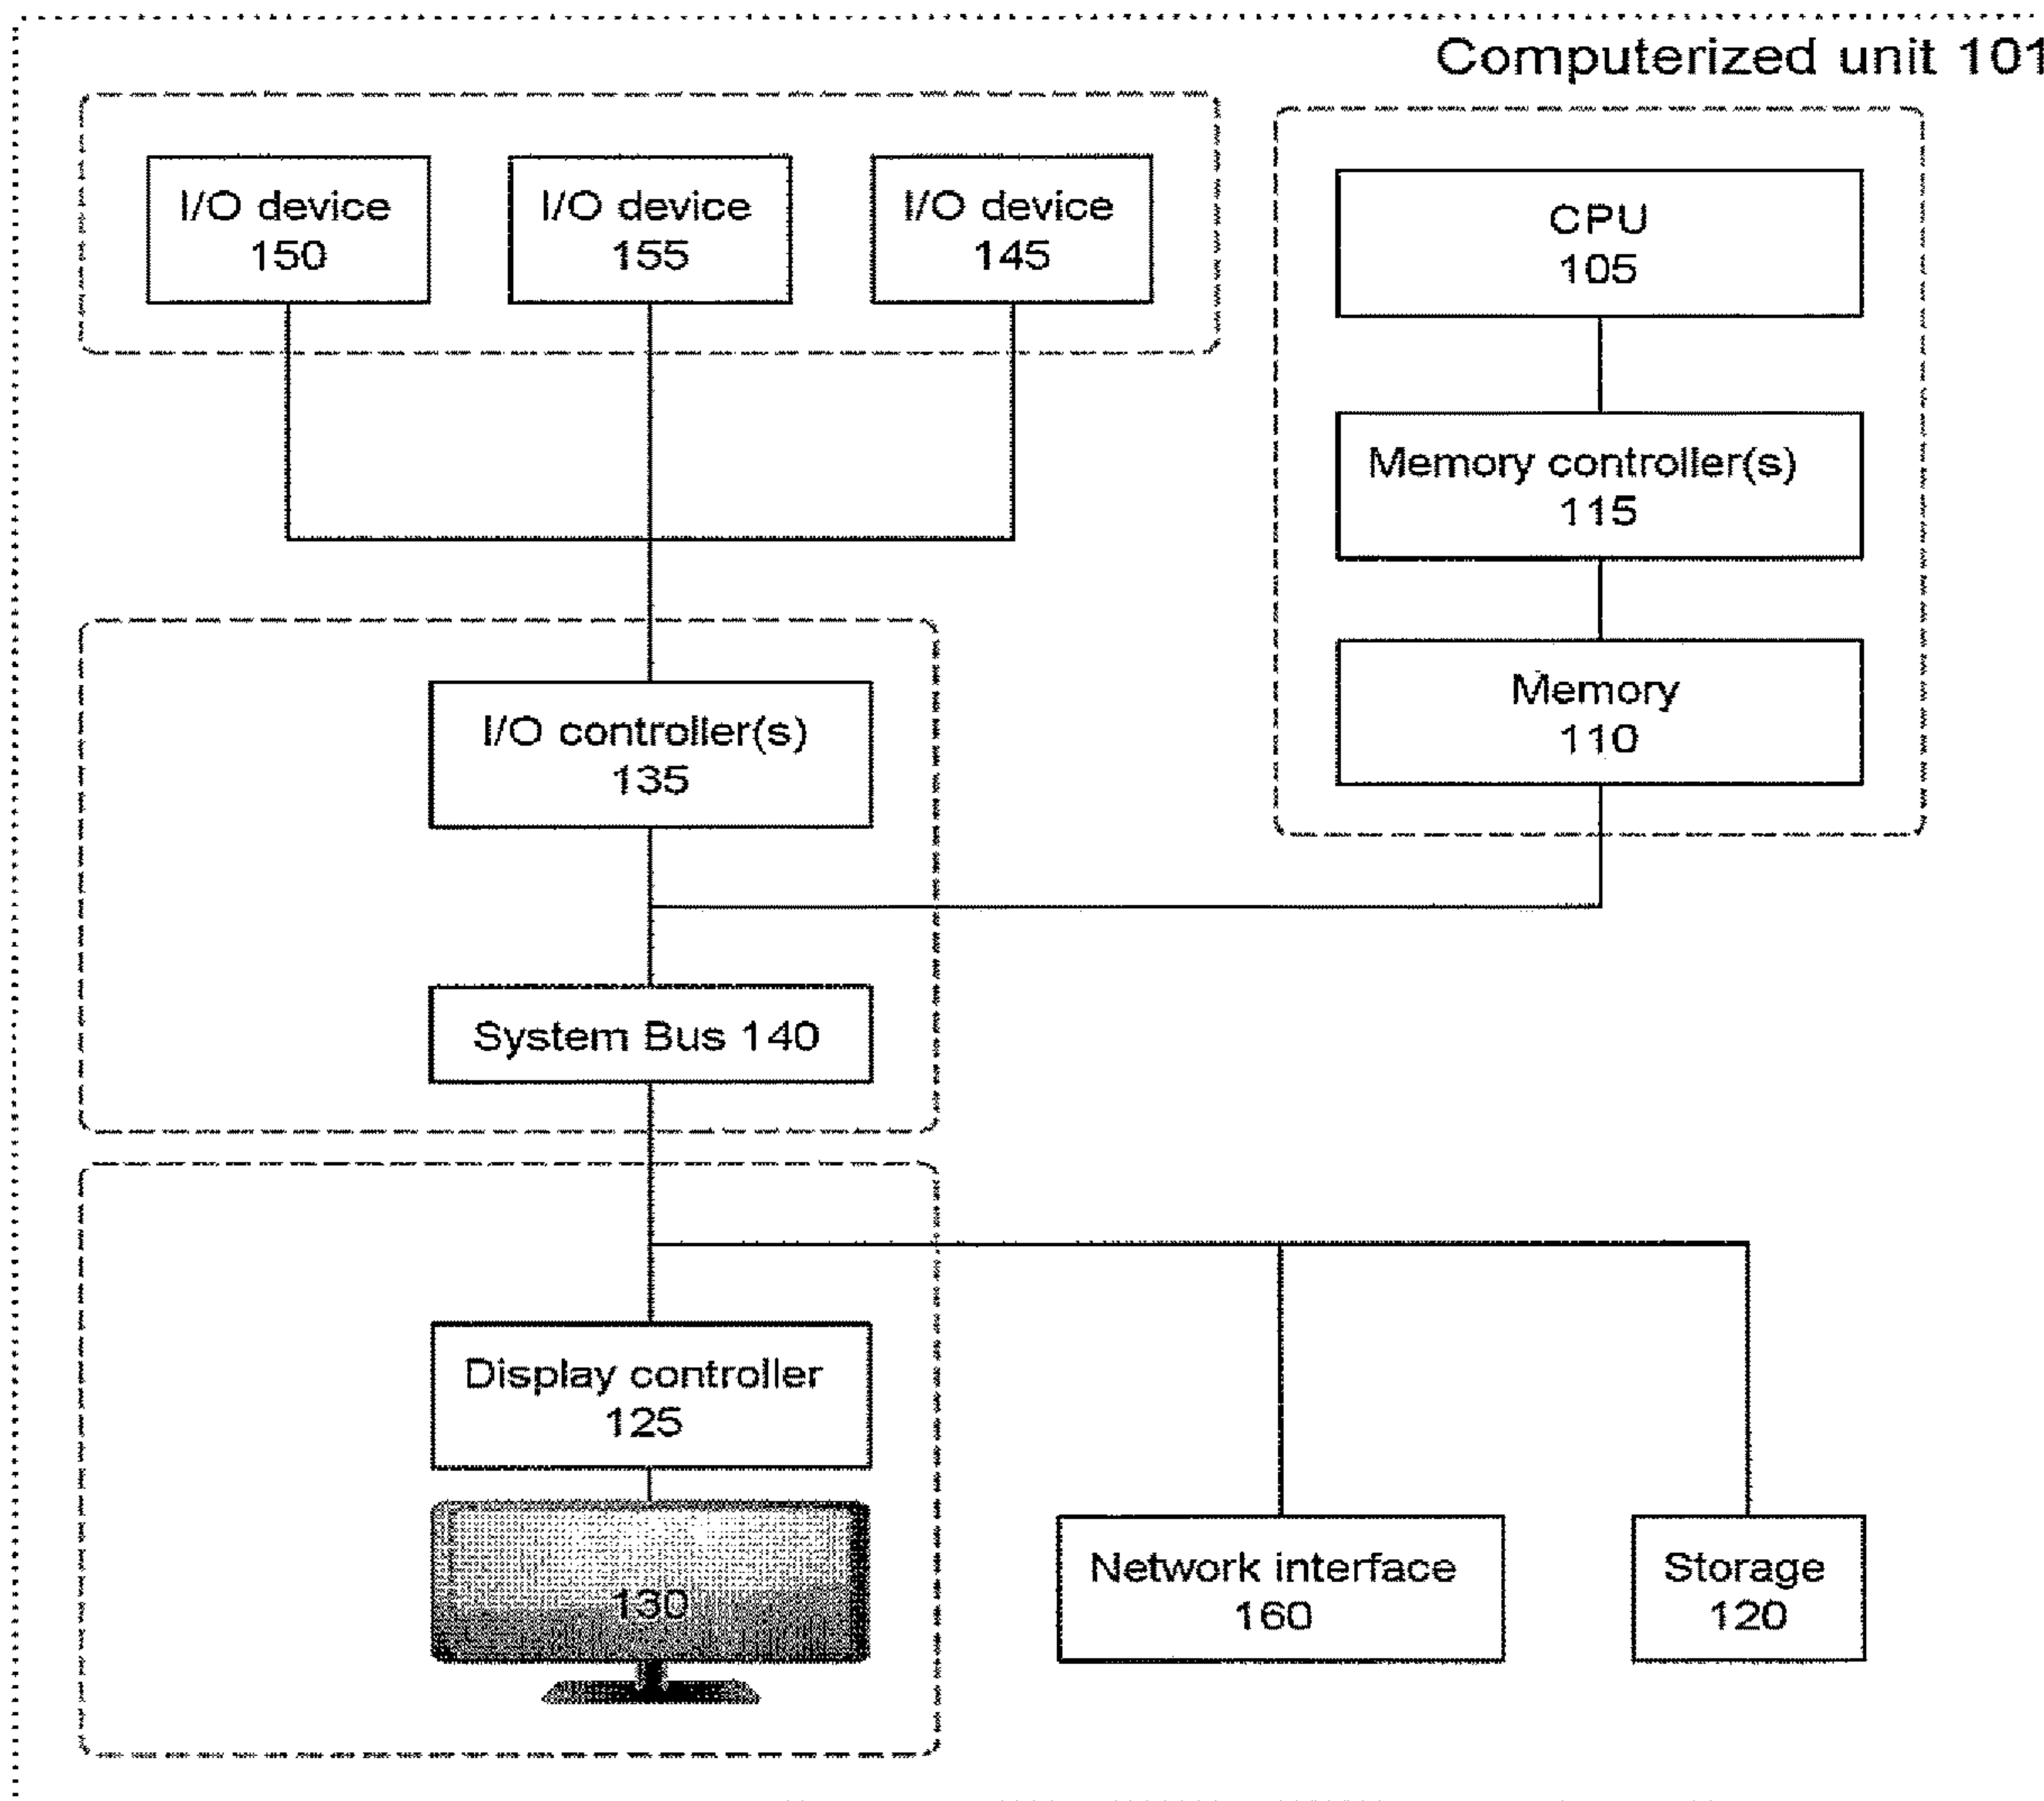 Computerized unit 101
I/O device
150
I/O device
155
I/O device
145
CPU
105
Memory controller(s)
115
Memory
110
I/O controller(s)
135
System Bus 140
Display controller
125
130
Network interface
160
Storage
120